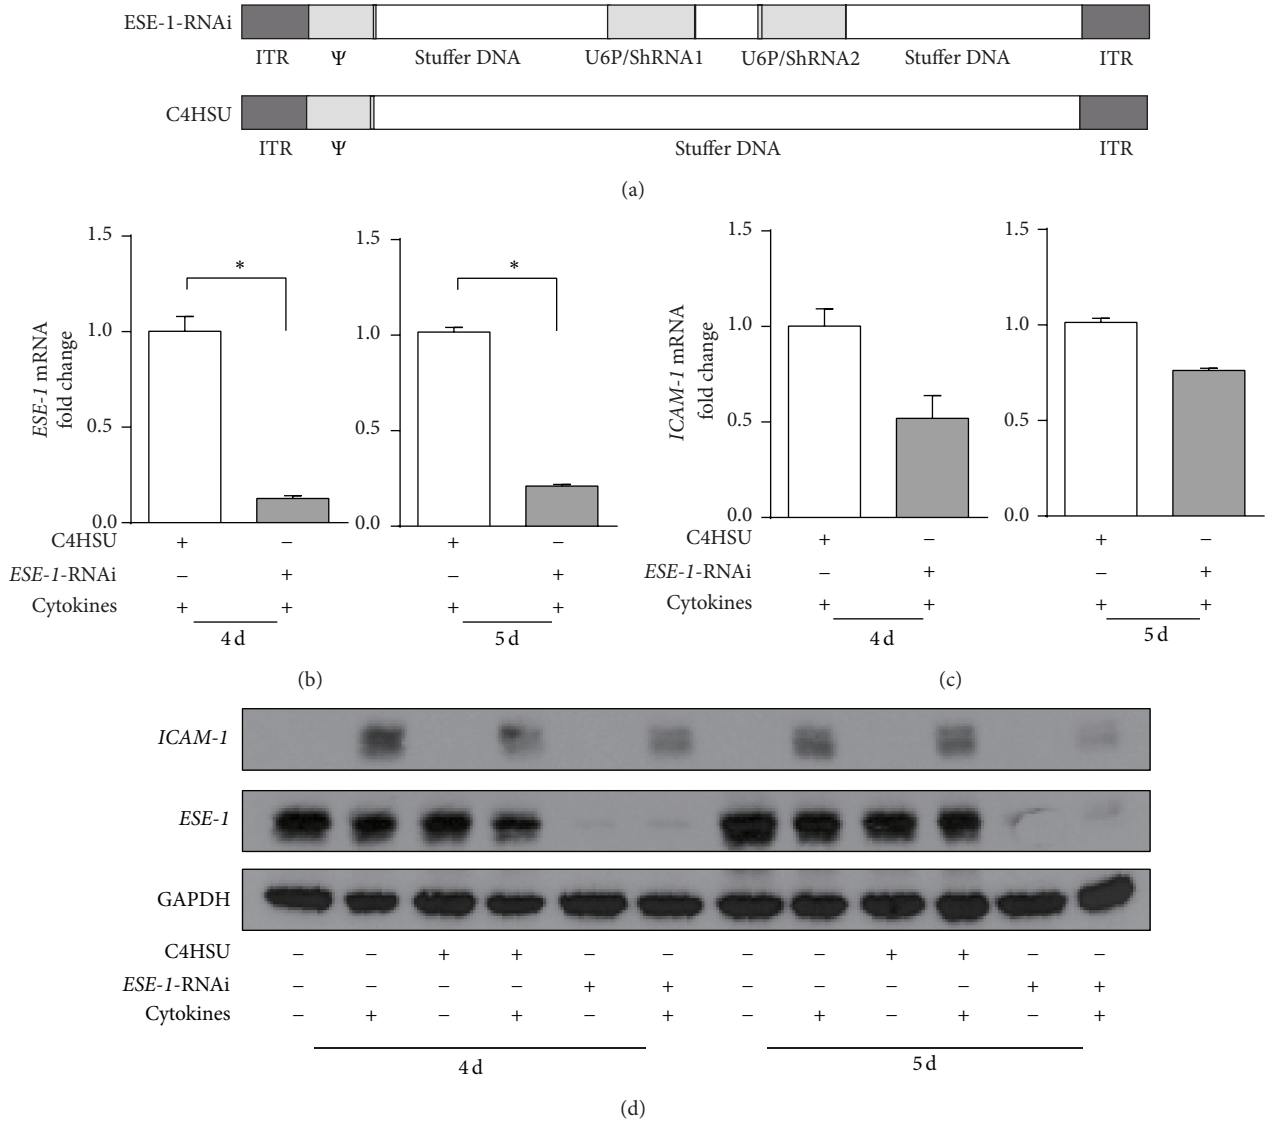 ESE-1-RNAi
ITR Ψ Stuffer DNA U6P/ShRNA1 U6P/ShRNA2 Stuffer DNA ITR
C4HSU
ITR Ψ Stuffer DNA ITR
(a)
ESE-1 mRNA
fold change
1.5
1.0
0.5
0.0
*
1.5
1.0
0.5
0.0
*
C4HSU + − + −
ESE-1-RNAi − + − +
Cytokines + + + +
4 d 5 d
(b)
ICAM-1 mRNA
fold change
1.5
1.0
0.5
0.0
1.5
1.0
0.5
0.0
C4HSU + − + −
ESE-1-RNAi − + − +
Cytokines + + + +
4 d 5 d
(c)
ICAM-1
ESE-1
GAPDH
C4HSU − − + + − − − − + + − −
ESE-1-RNAi − − − − + + − − − − + +
Cytokines − + − + − + − + − + − +
4 d 5 d
(d)